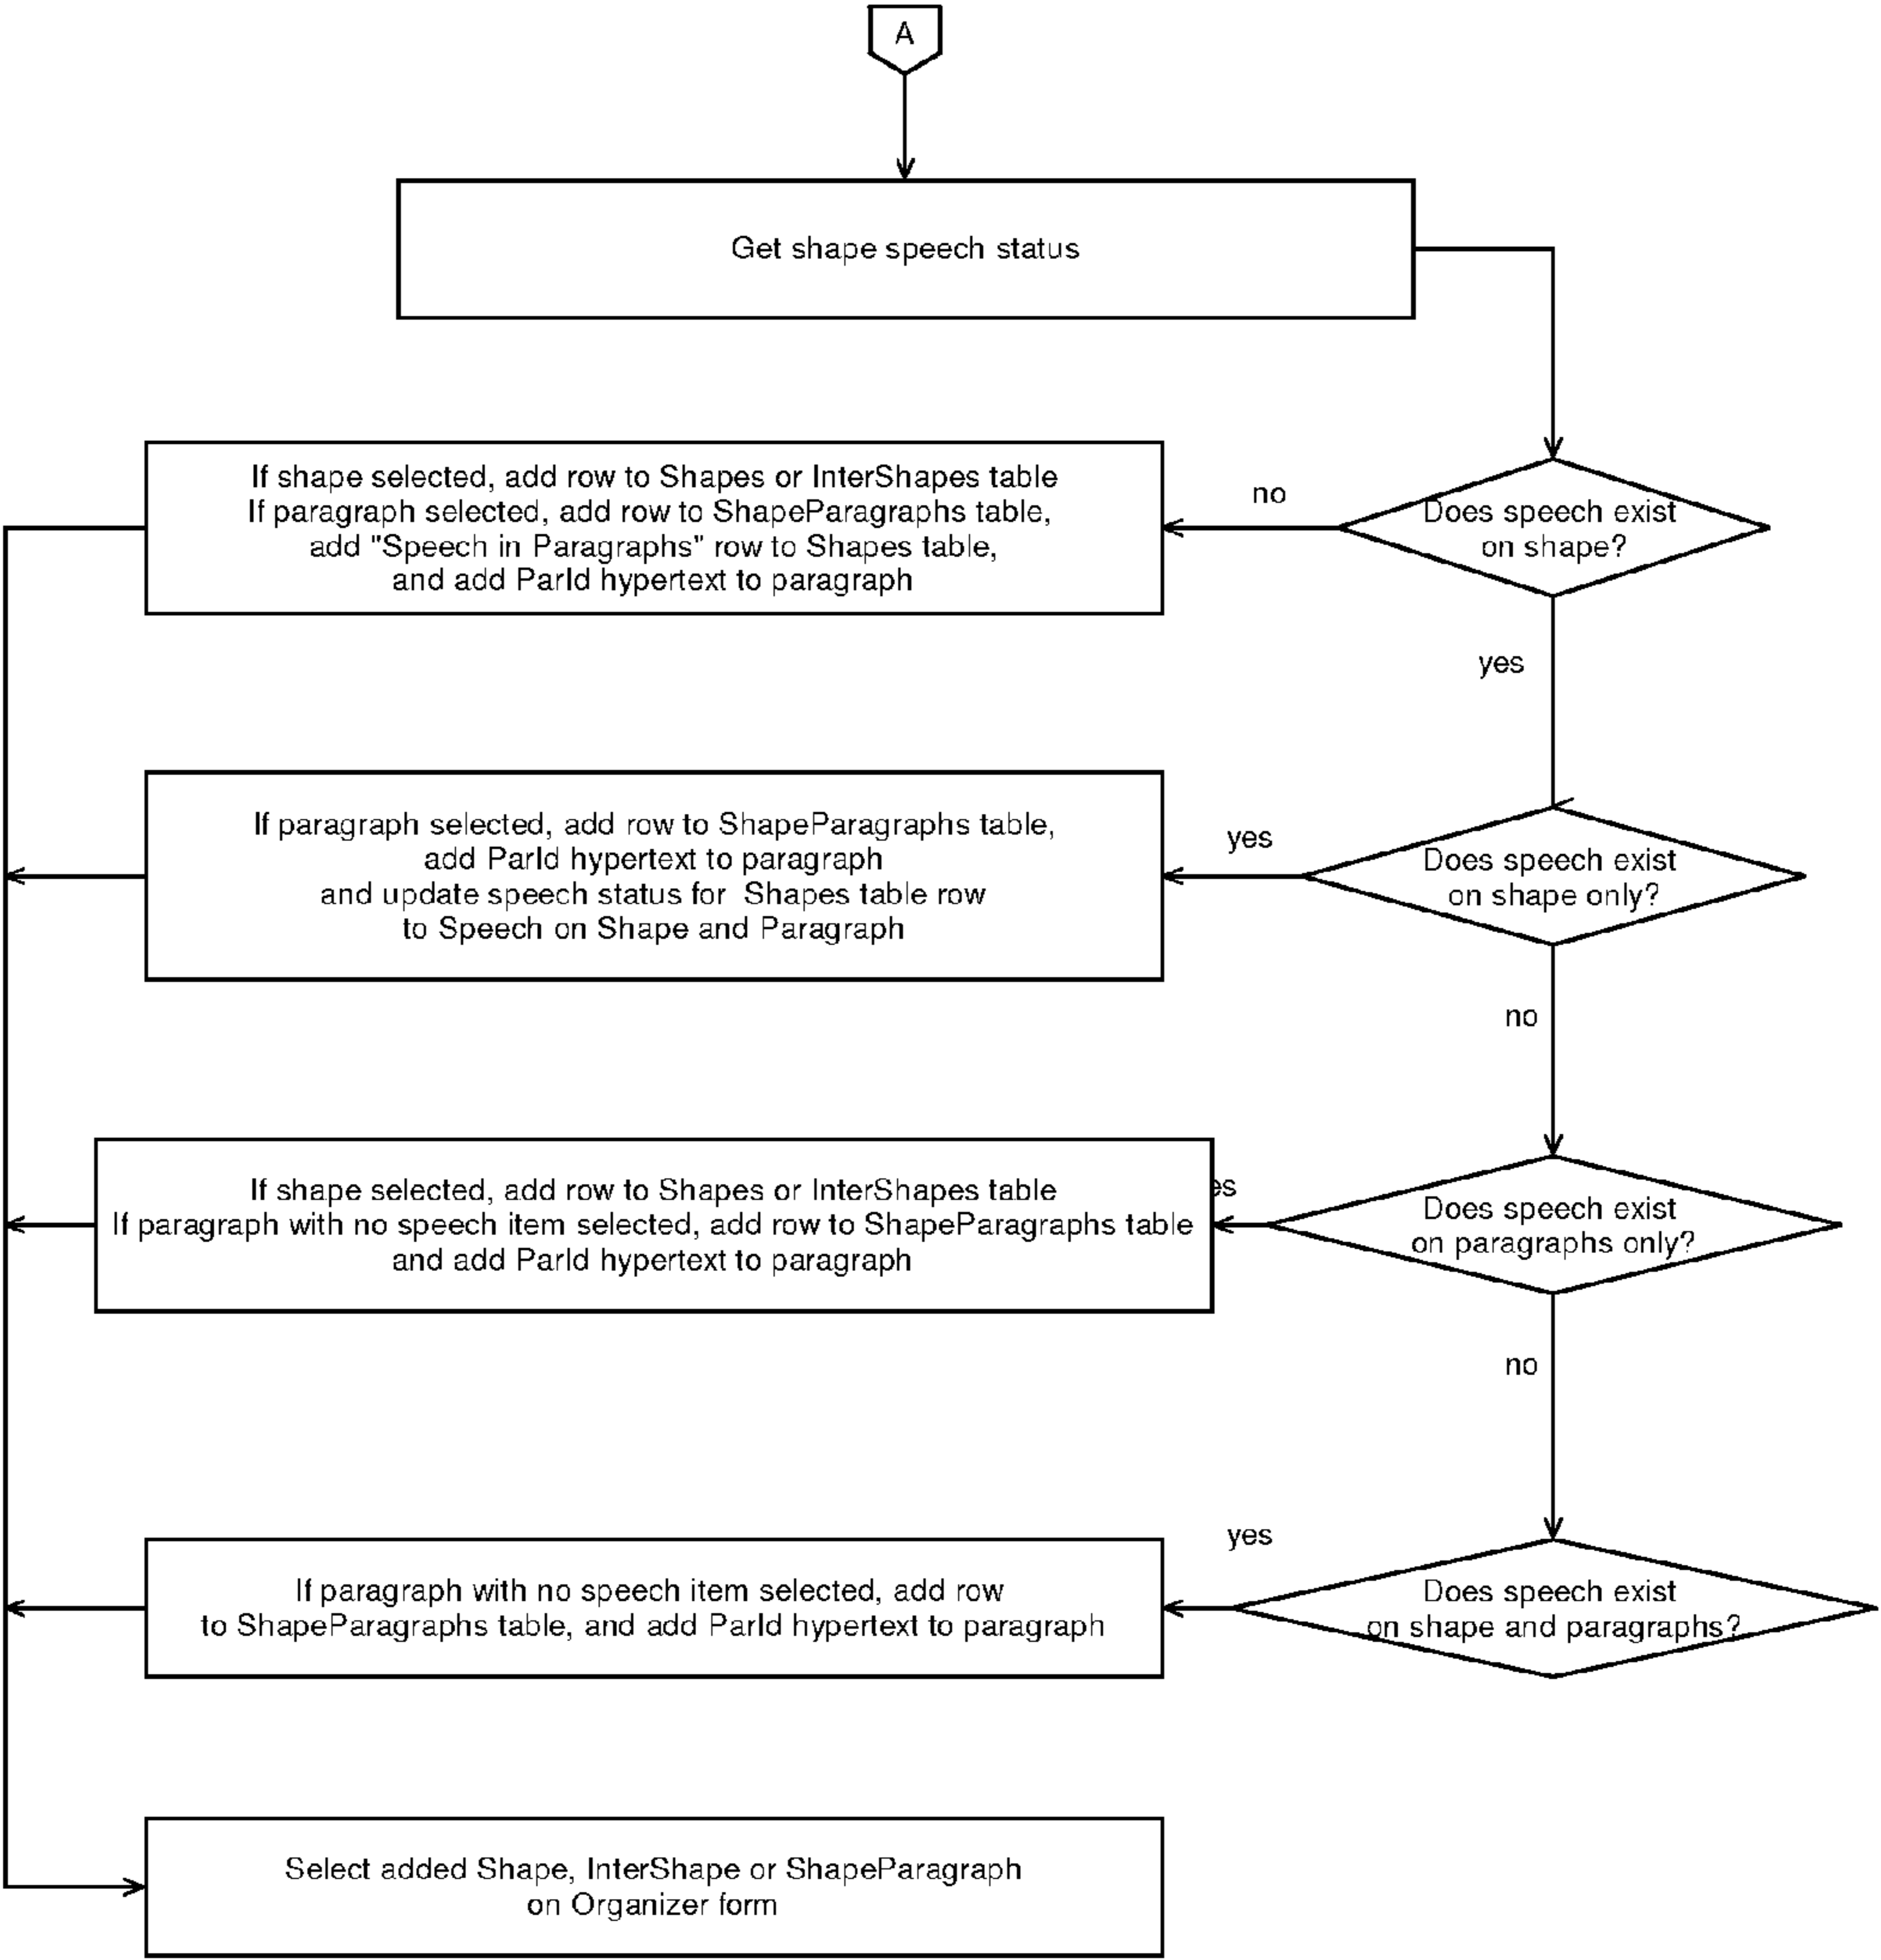 A
Get shape speech status
If shape selected, add row to Shapes or InterShapes table
If paragraph selected, add row to ShapeParagraphs table,
add "Speech in Paragraphs" row to Shapes table,
and add ParId hypertext to paragraph
no
Does speech exist
on shape?
yes
If paragraph selected, add row to ShapeParagraphs table,
add ParId hypertext to paragraph
and update speech status for Shapes table row
to Speech on Shape and Paragraph
yes
Does speech exist
on shape only?
no
If shape selected, add row to Shapes or InterShapes table
If paragraph with no speech item selected, add row to ShapeParagraphs table
and add ParId hypertext to paragraph
es
Does speech exist
on paragraphs only?
no
yes
If paragraph with no speech item selected, add row
to ShapeParagraphs table, and add ParId hypertext to paragraph
Does speech exist
on shape and paragraphs?
Select added Shape, InterShape or ShapeParagraph
on Organizer form